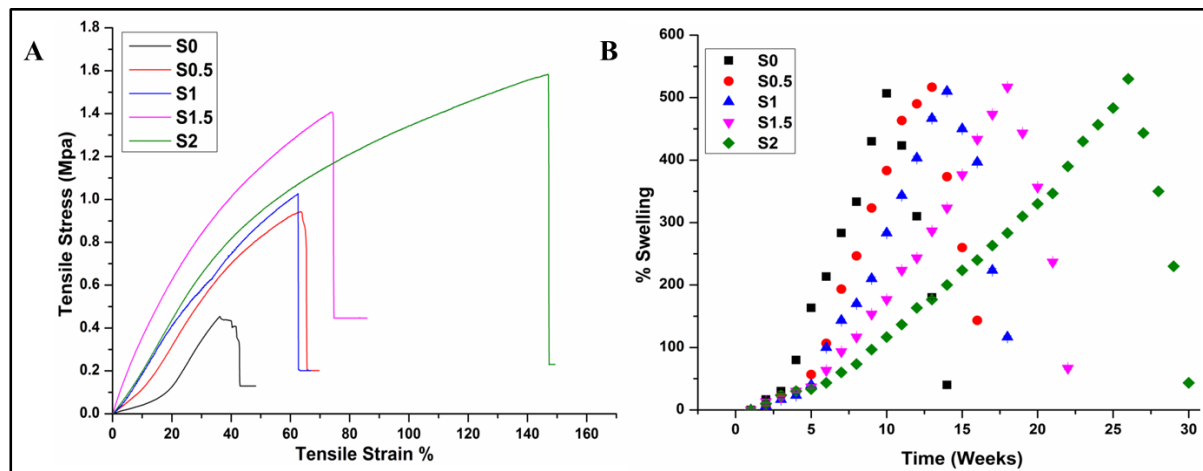 A
S0
S0.5
S1
S1.5
S2
1.8
1.6
1.4
1.2
1.0
0.8
0.6
0.4
0.2
0.0
Tensile Stress (Mpa)
0 20 40 60 80 100 120 140 160
Tensile Strain %
B
S0
S0.5
S1
S1.5
S2
600
500
400
300
200
100
0
% Swelling
0 5 10 15 20 25 30
Time (Weeks)